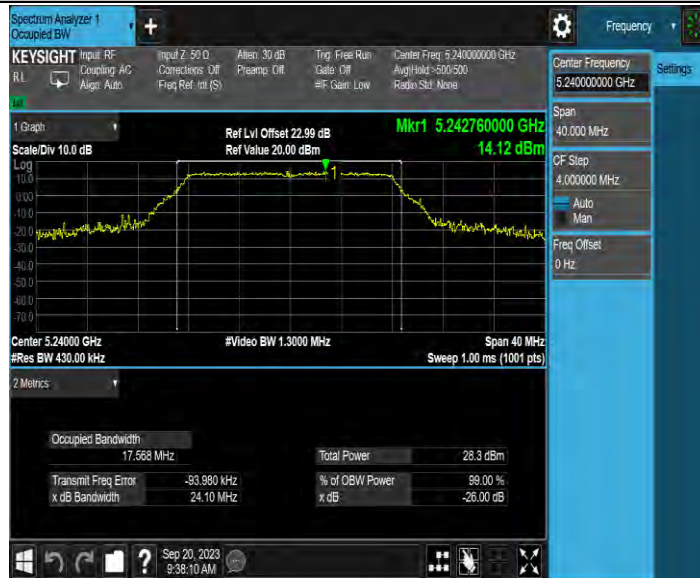 Spectrum Analyzer 1
Occupied BW
Frequency
KEYSIGHT
Input: RF
Coupling: AC
Align: Auto
Input Z: 50 Ω
Corrections: Off
Freq Ref: Int (S)
Atten: 30 dB
Preamp: Off
Trig: Free Run
Gate: Off
#IF Gain: Low
Center Freq: 5.240000000 GHz
Avg|Hold:>500/500
Radio Std: None
RL
Center Frequency
5.240000000 GHz
Settings
Span
40.000 MHz
CF Step
4.000000 MHz
Auto
Man
Freq Offset
0 Hz
1 Graph
Scale/Div 10.0 dB
Ref Lvl Offset 22.99 dB
Ref Value 20.00 dBm
Mkr1 5.242760000 GHz
14.12 dBm
Log
10.0
0.00
-10.0
-20.0
-30.0
-40.0
-50.0
-60.0
-70.0
1
Center 5.24000 GHz
#Video BW 1.3000 MHz
Span 40 MHz
#Res BW 430.00 kHz
Sweep 1.00 ms (1001 pts)
2 Metrics
Occupied Bandwidth
17.568 MHz
Total Power 28.3 dBm
Transmit Freq Error -93.980 kHz
% of OBW Power 99.00 %
x dB Bandwidth 24.10 MHz
x dB -26.00 dB
?
Sep 20, 2023
9:38:10 AM